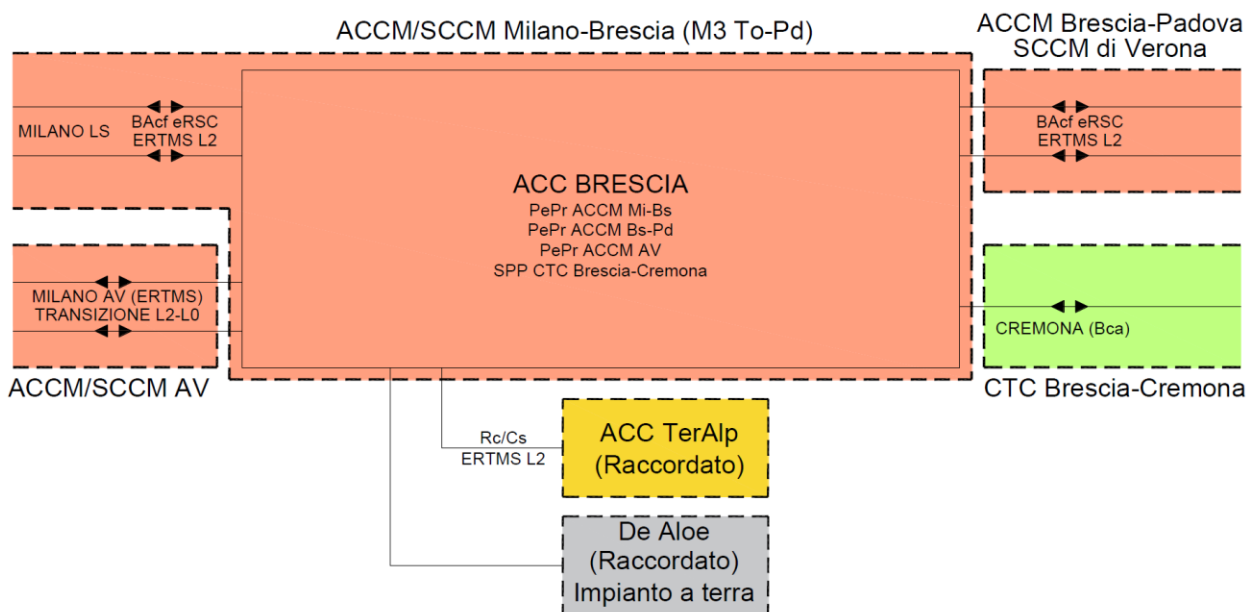 ACCM/SCCM Milano-Brescia (M3 To-Pd)
ACCM Brescia-Padova
SCCM di Verona
MILANO LS
BAcf eRSC
ERTMS L2
BAcf eRSC
ERTMS L2
ACC BRESCIA
PePr ACCM Mi-Bs
PePr ACCM Bs-Pd
PePr ACCM AV
SPP CTC Brescia-Cremona
MILANO AV (ERTMS)
TRANSIZIONE L2-L0
CREMONA (Bca)
ACCM/SCCM AV
CTC Brescia-Cremona
Rc/Cs
ERTMS L2
ACC TerAlp
(Raccordato)
De Aloe
(Raccordato)
Impianto a terra